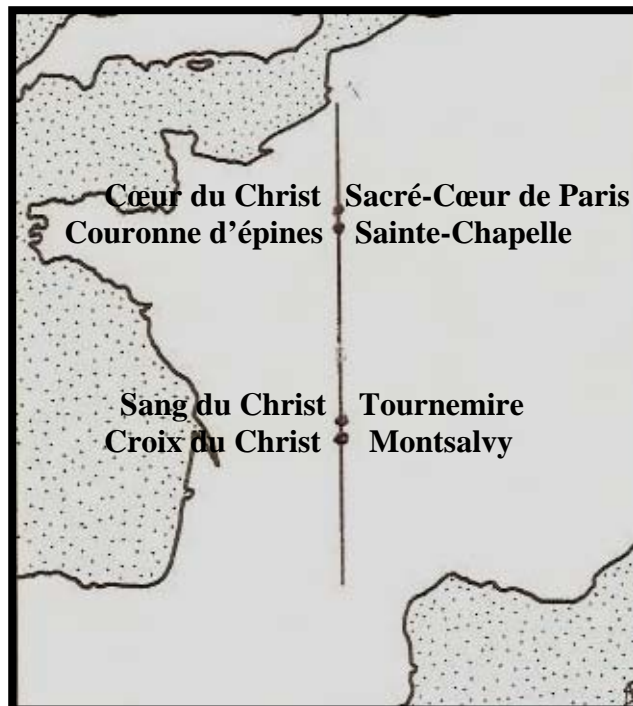 Cœur du Christ Sacré-Cœur de Paris
Couronne d'épines Sainte-Chapelle
Sang du Christ Tournemire
Croix du Christ Montsalvy